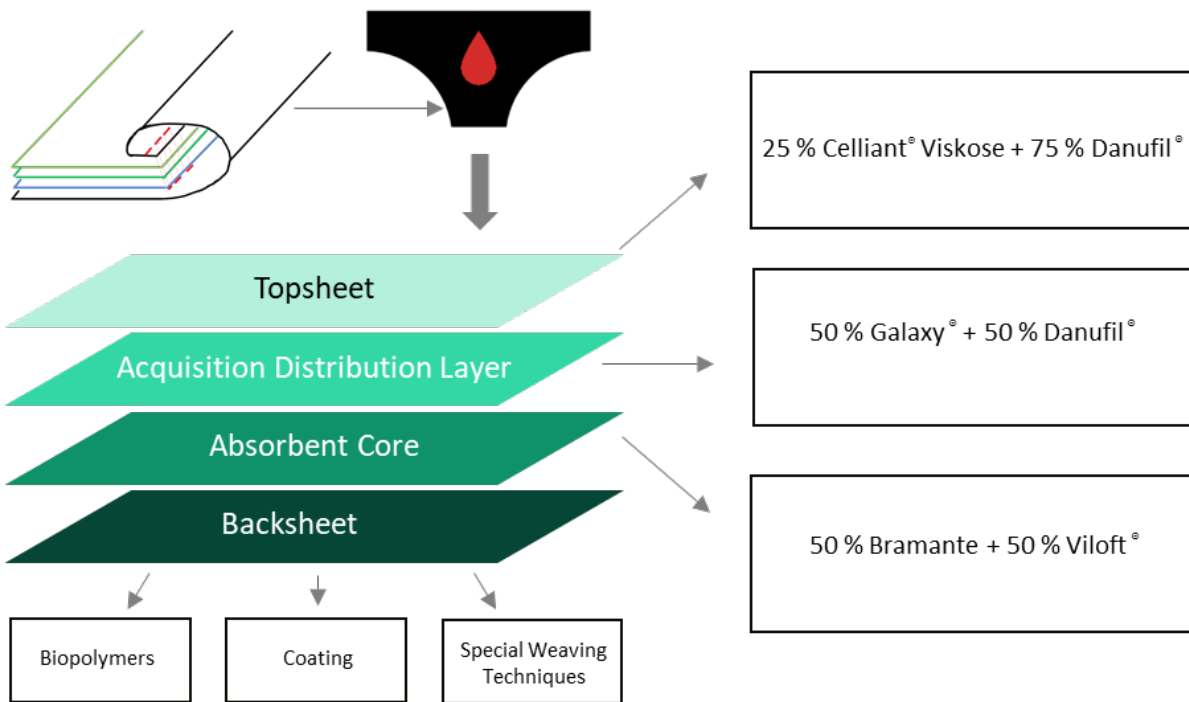 25 % Celliant® Viskose + 75 % Danufil®
Topsheet
50 % Galaxy® + 50 % Danufil®
Acquisition Distribution Layer
Absorbent Core
Backsheet
50 % Bramante + 50 % Viloft®
Biopolymers
Coating
Special Weaving
Techniques